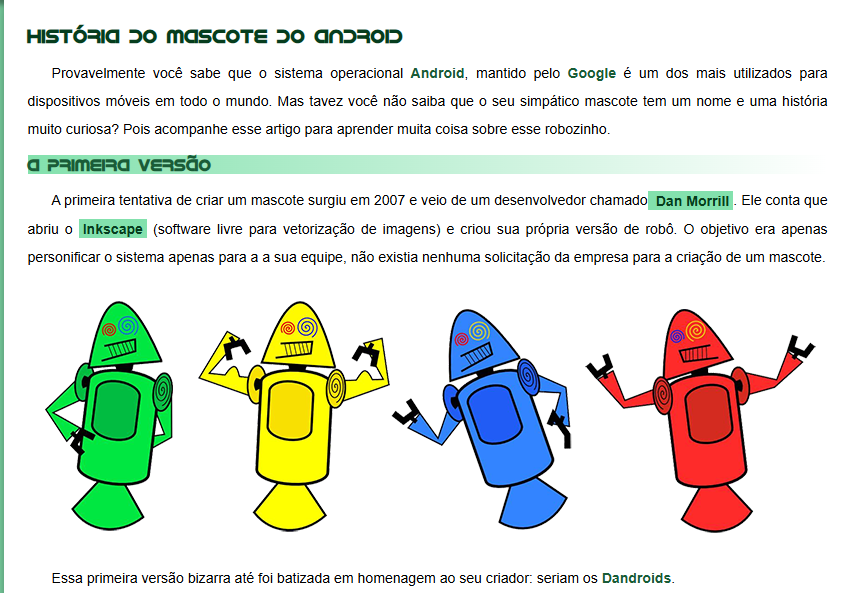 História do Mascote do Android
Provavelmente você sabe que o sistema operacional Android, mantido pelo Google é um dos mais utilizados para
dispositivos móveis em todo o mundo. Mas tavez você não saiba que o seu simpático mascote tem um nome e uma história
muito curiosa? Pois acompanhe esse artigo para aprender muita coisa sobre esse robozinho.
A primeira versão
A primeira tentativa de criar um mascote surgiu em 2007 e veio de um desenvolvedor chamado Dan Morrill. Ele conta que
abriu o Inkscape (software livre para vetorização de imagens) e criou sua própria versão de robô. O objetivo era apenas
personificar o sistema apenas para a a sua equipe, não existia nenhuma solicitação da empresa para a criação de um mascote.
Essa primeira versão bizarra até foi batizada em homenagem ao seu criador: seriam os Dandroids.